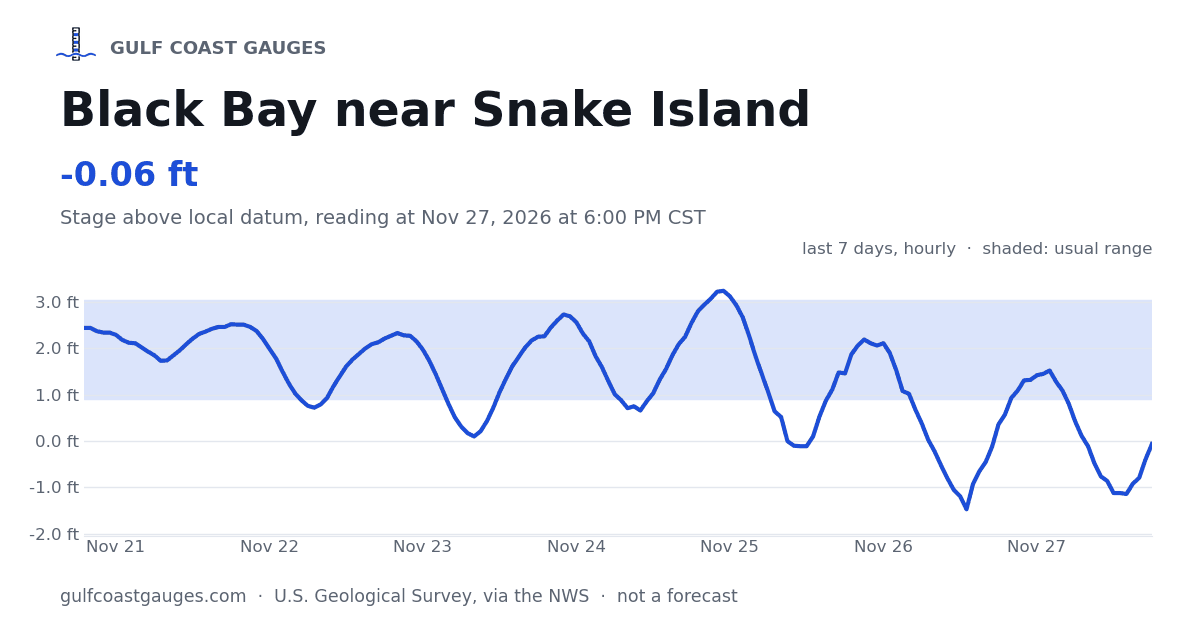 GULF COAST GAUGES
Black Bay near Snake Island
-0.06 ft
Stage above local datum, reading at Nov 27, 2026 at 6:00 PM CST
last 7 days, hourly · shaded: usual range
3.0 ft
2.0 ft
1.0 ft
0.0 ft
-1.0 ft
-2.0 ft
Nov 21 Nov 22 Nov 23 Nov 24 Nov 25 Nov 26 Nov 27
gulfcoastgauges.com · U.S. Geological Survey, via the NWS · not a forecast